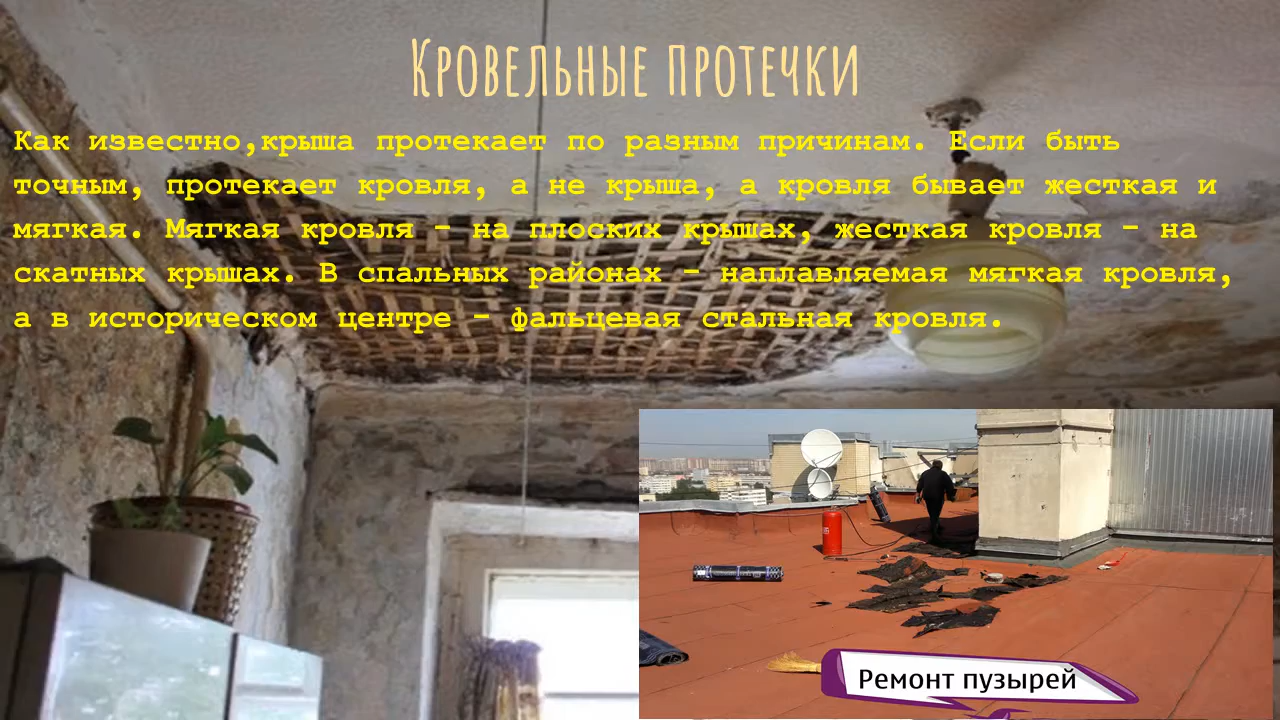 Кровельные протечки
Как известно,крыша протекает по разным причинам. Если быть
точным, протекает кровля, а не крыша, а кровля бывает жесткая и
мягкая. Мягкая кровля - на плоских крышах, жесткая кровля - на
скатных крышах. В спальных районах - наплавляемая мягкая кровля,
а в историческом центре - фальцевая стальная кровля.
Ремонт пузырей